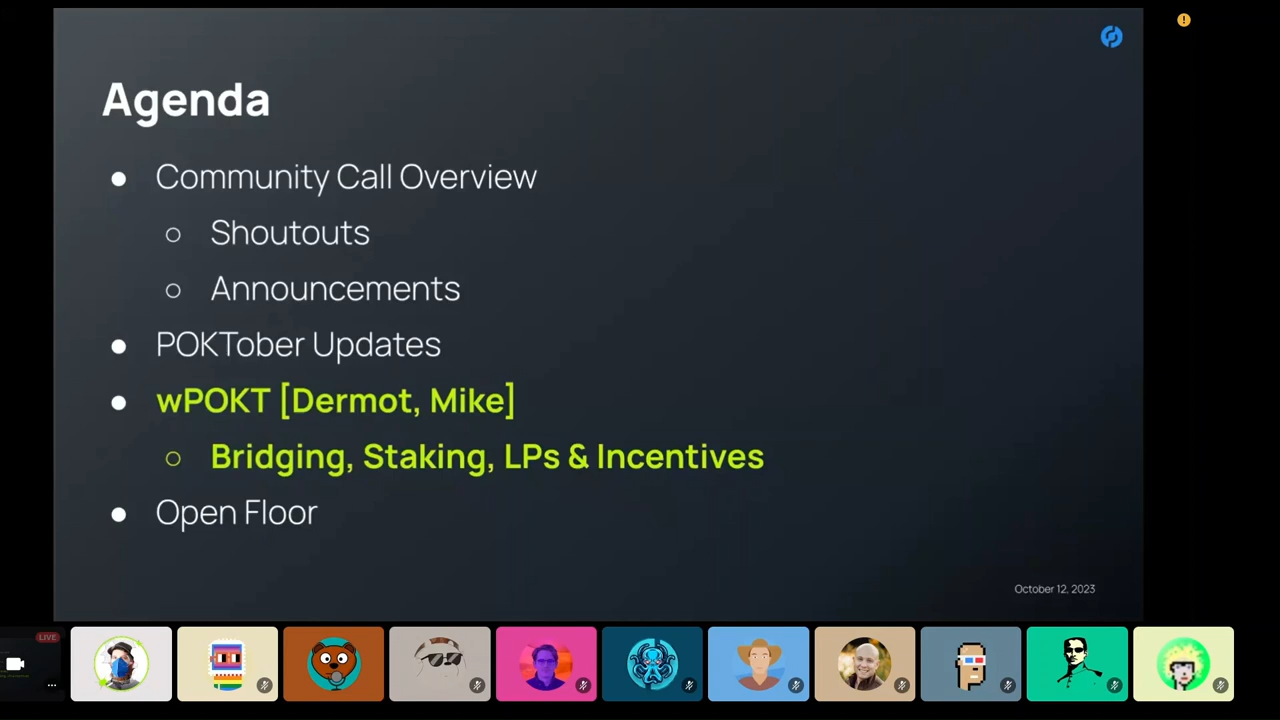 Agenda
● Community Call Overview
○ Shoutouts
○ Announcements
● POKTober Updates
● wPOKT [Dermot, Mike]
○ Bridging, Staking, LPs & Incentives
● Open Floor
October 12, 2023
LIVE